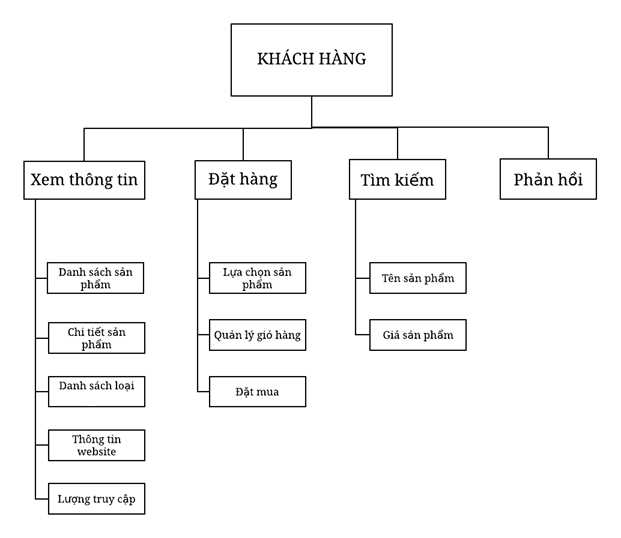 KHÁCH HÀNG
Xem thông tin
Đặt hàng
Tìm kiếm
Phản hồi
Danh sách sản
phẩm
Chi tiết sản
phẩm
Danh sách loại
Thông tin
website
Lượng truy cập
Lựa chọn sản
phẩm
Quản lý giỏ hàng
Đặt mua
Tên sản phẩm
Giá sản phẩm